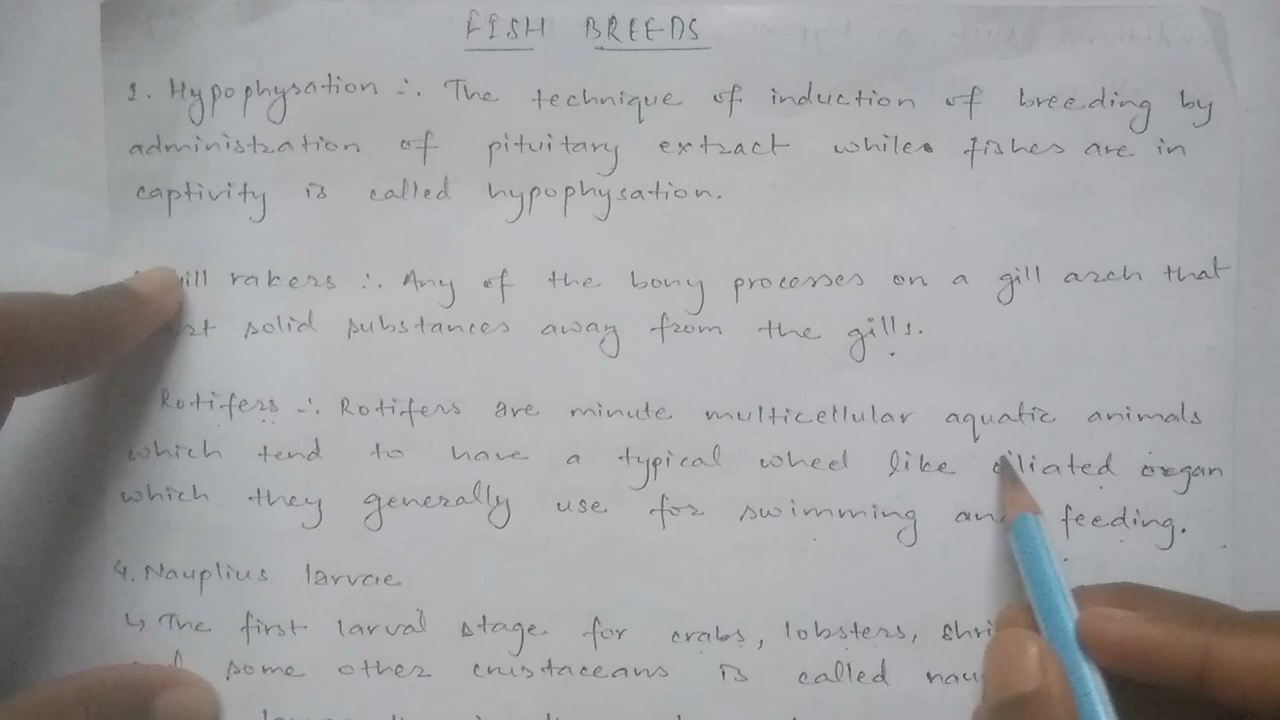 FISH BREEDS
1. Hypophysation ∴ The technique of induction of breeding by
administration of pituitary extract while fishes are in
captivity is called hypophysation.
rakers ∴ Any of the bony processes on a gill arch that
solid substances away from the gills.
Rotifers ∴ Rotifers are minute multicellular aquatic animals
which tend to have a typical wheel like ciliated organ
which they generally use for swimming and feeding.
4. Nauplius larvae
↳ The first larval stage for crabs, lobsters,
some other crustaceans is called